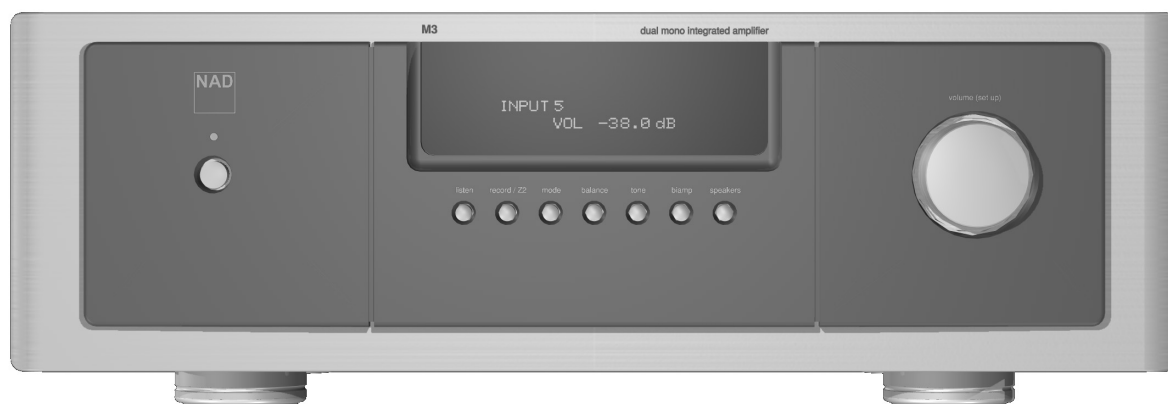 M3
dual mono integrated amplifier
NAD
INPUT 5
VOL -38.0 dB
volume (set up)
listen
record / Z2
mode
balance
tone
biamp
speakers